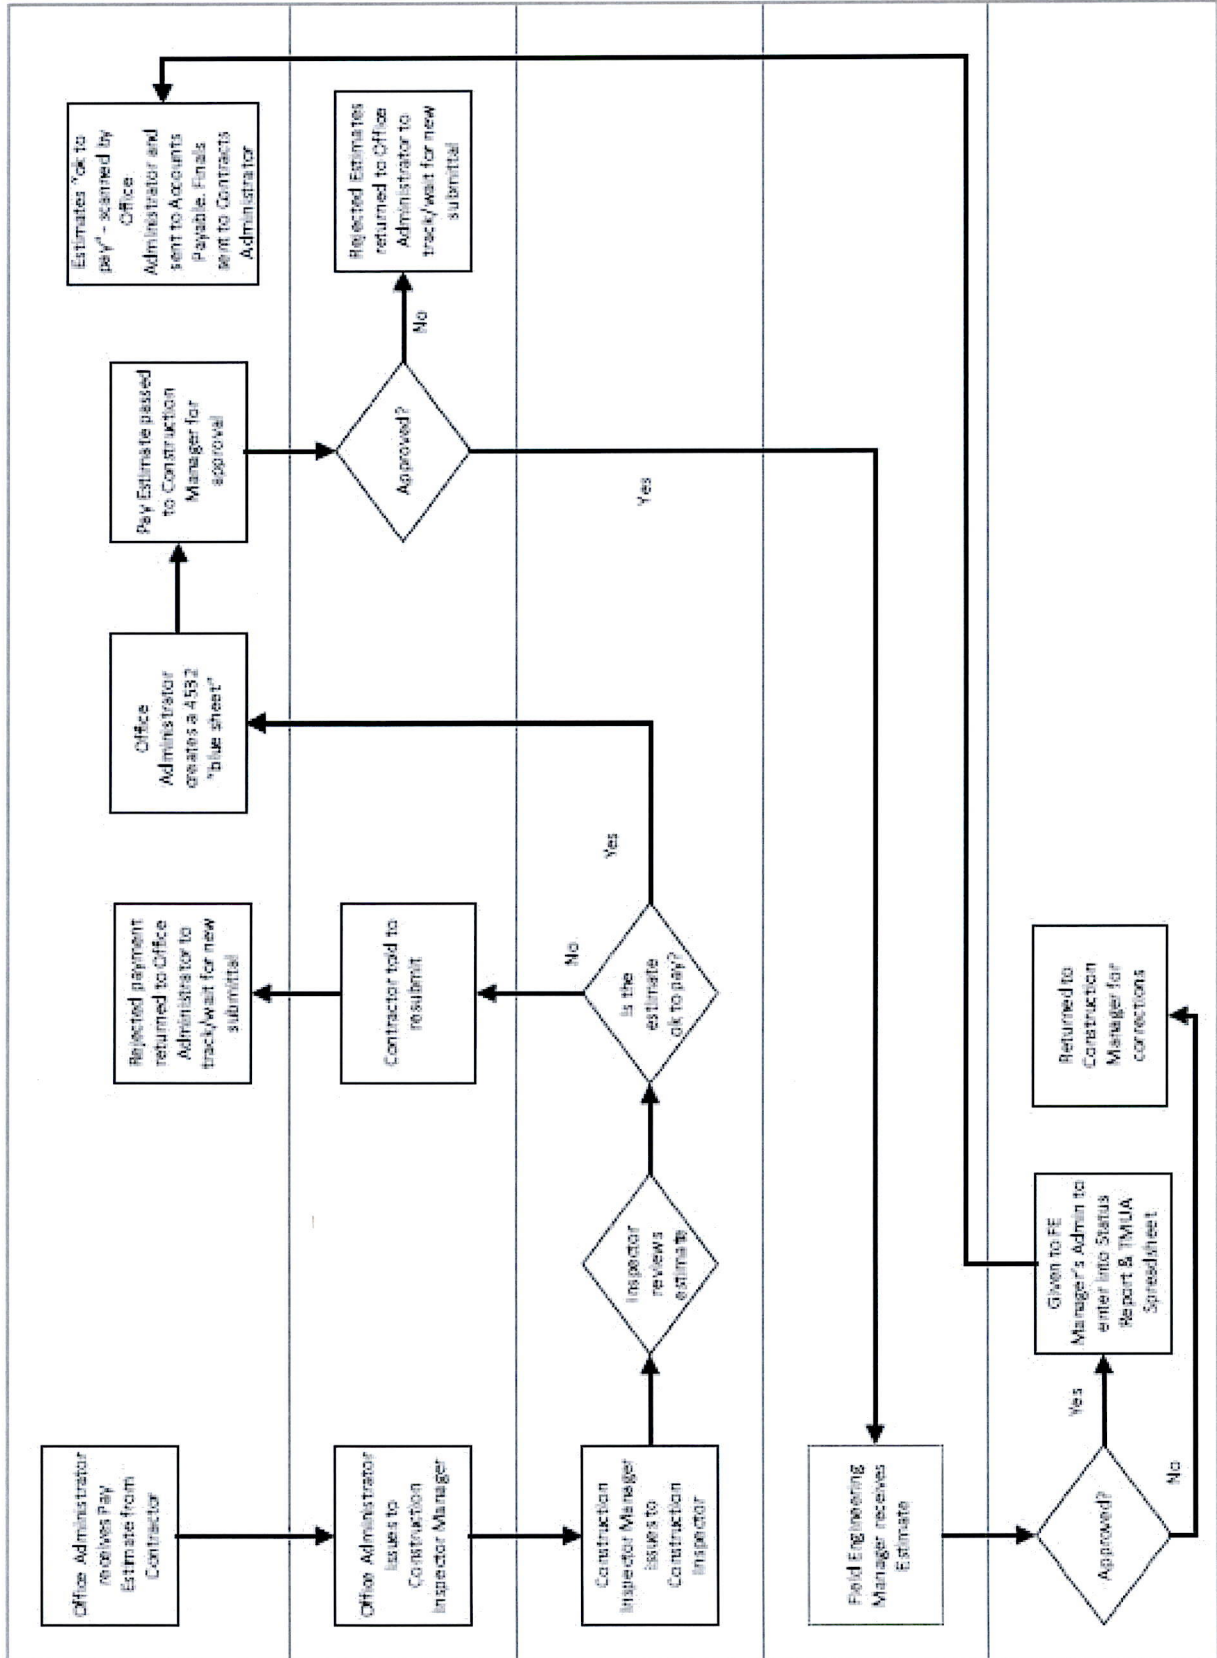 Office Administrator
receives Pay
Estimate from
Contractor
Rejected payment
returned to Office
Administrator to
track/wait for new
submittal
Office
Administrator
creates a 4532
"blue sheet"
Pay Estimate passed
to Construction
Manager for
approval
Estimates "ok to
pay" - scanned by
Office
Administrator and
sent to Accounts
Payable. Finals
sent to Contracts
Administrator
Office Administrator
issues to
Construction
Inspector Manager
Contractor told to
resubmit
Approved?
No
Rejected Estimates
returned to Office
Administrator to
track/wait for new
submittal
Construction
Inspector Manager
issues to
Construction
Inspector
Inspector
reviews
estimate
Is the
estimate
ok to pay?
No
Yes
Yes
Field Engineering
Manager receives
Estimate
Approved?
Yes
No
Given to FE
Manager's Admin to
enter into Status
Report & TMUA
Spreadsheet
Returned to
Construction
Manager for
corrections